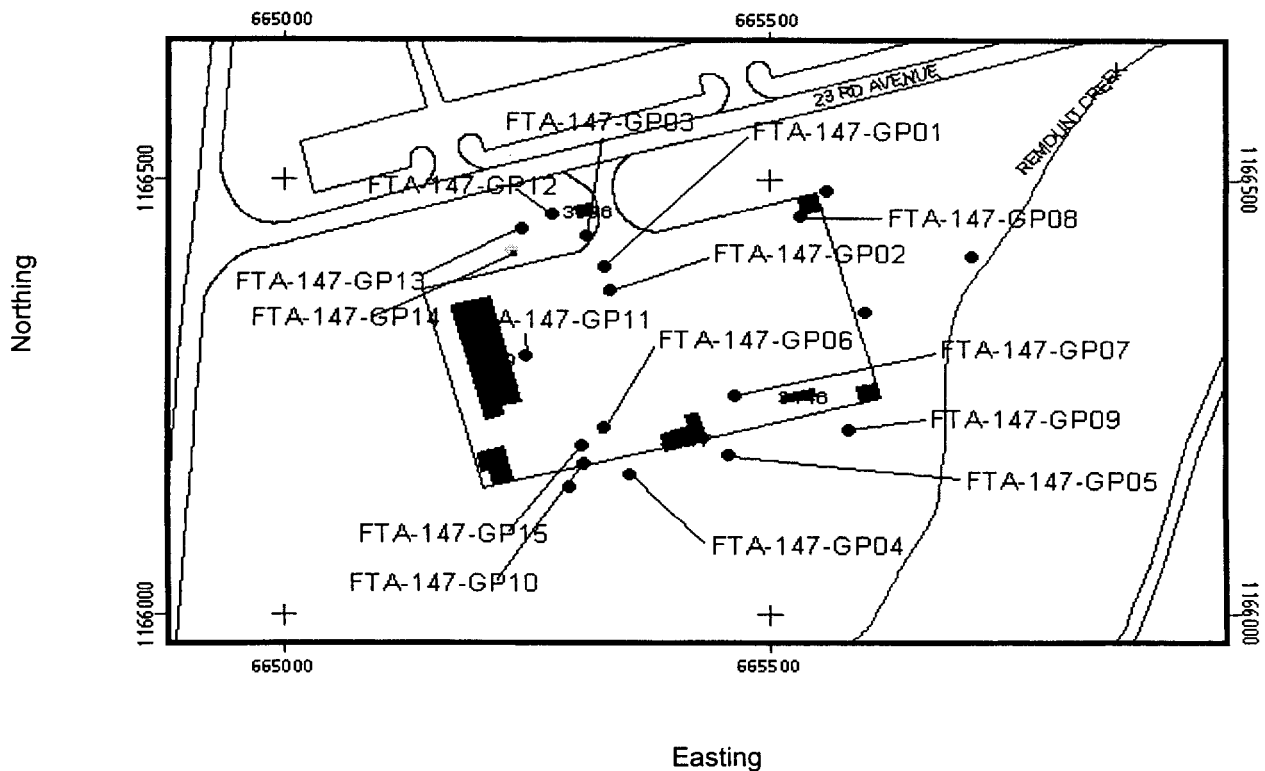 665000 665500
23 RD AVENUE
REMOUNT CREEK
FTA-147-GP03
FTA-147-GP01
1166500
1166500
FTA-147-GP12
FTA-147-GP08
FTA-147-GP02
FTA-147-GP13
FTA-147-GP14
A-147-GP11
FTA-147-GP06
FTA-147-GP07
FTA-147-GP09
FTA-147-GP05
FTA-147-GP15
FTA-147-GP04
FTA-147-GP10
1166000
1166000
665000 665500
Northing
Easting